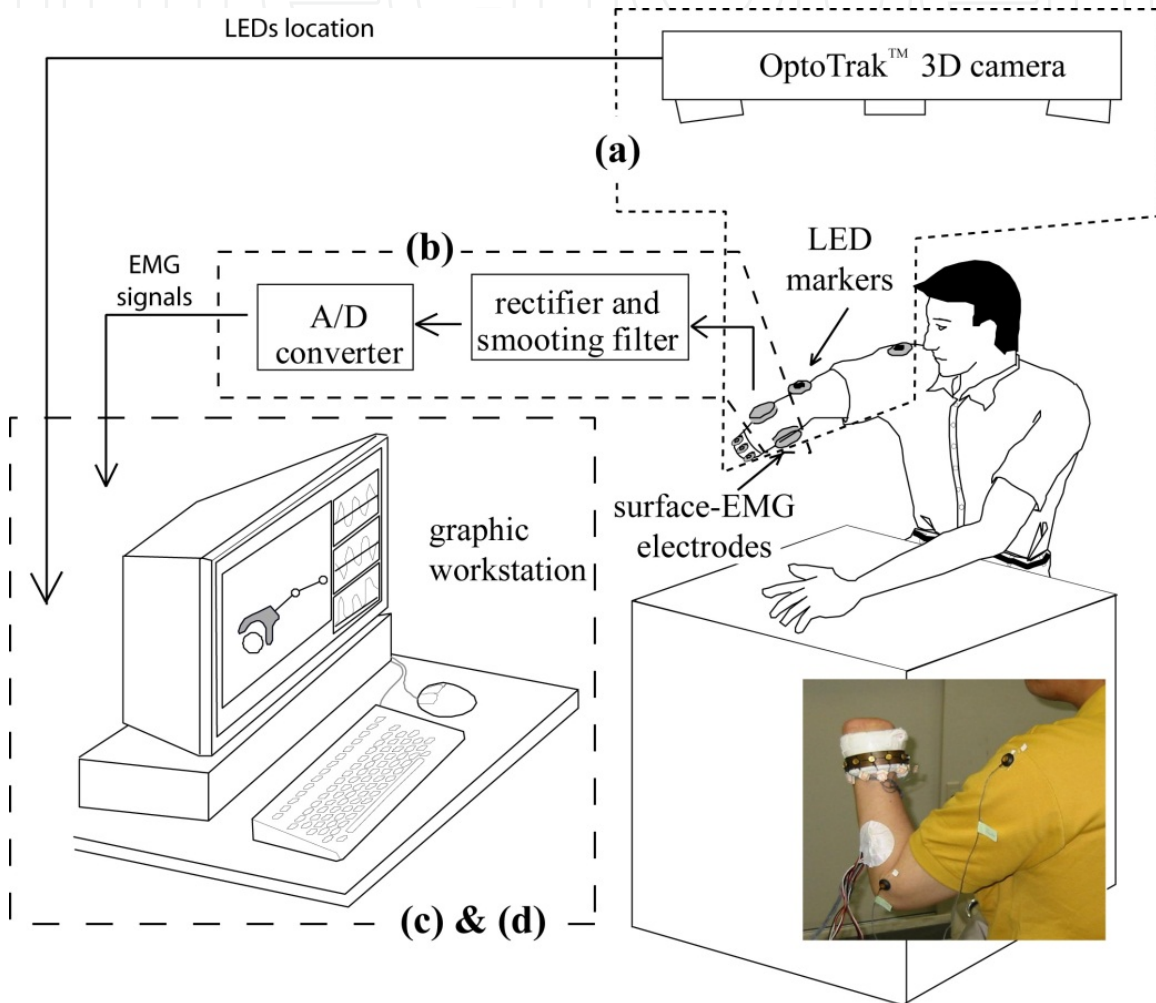 LEDs location
OptoTrak™ 3D camera
(a)
(b)
LED
markers
EMG
signals
A/D
converter
rectifier and
smooting filter
surface-EMG
electrodes
graphic
workstation
(c) & (d)